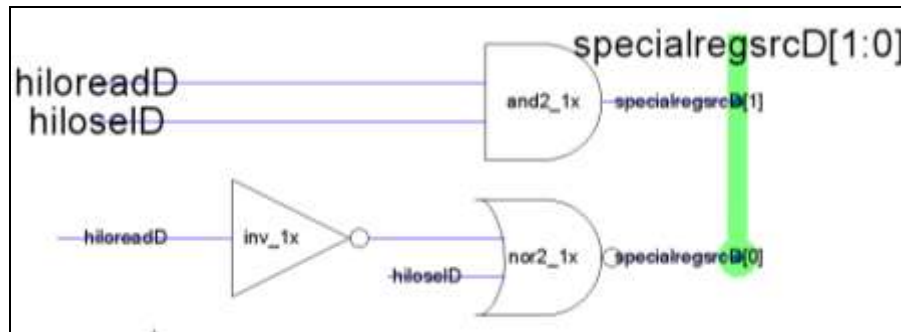 specialregsrcD[1:0]
hiloreadD
hiloselD
and2_1x
specialregsrcD[1]
hiloreadD
inv_1x
hiloselD
nor2_1x
specialregsrcD[0]